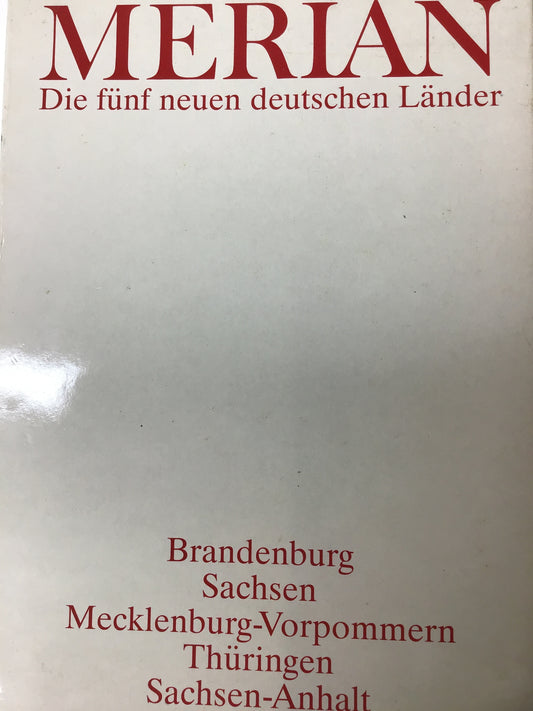 MERIAN
Die fünf neuen deutschen Länder
Brandenburg
Sachsen
Mecklenburg-Vorpommern
Thüringen
Sachsen-Anhalt